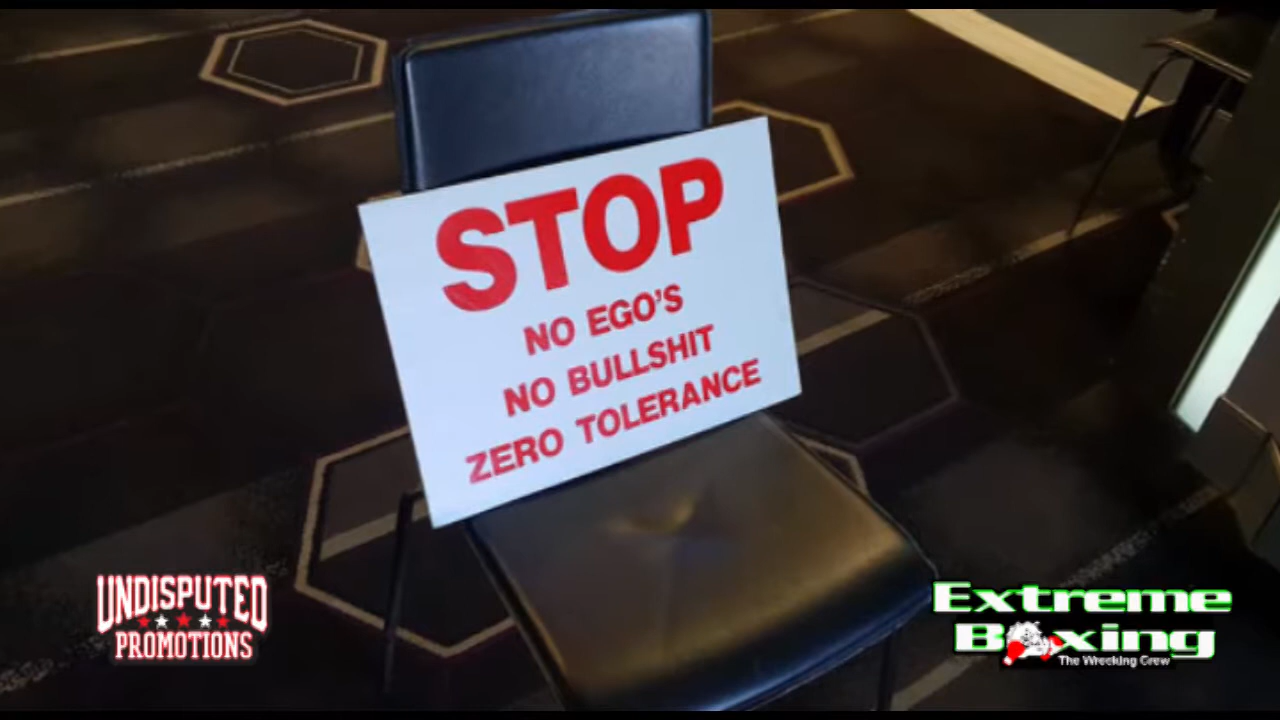 STOP
NO EGO'S
NO BULLSHIT
ZERO TOLERANCE
UNDISPUTED
PROMOTIONS
Extreme
Boxing
The Wrecking Crew